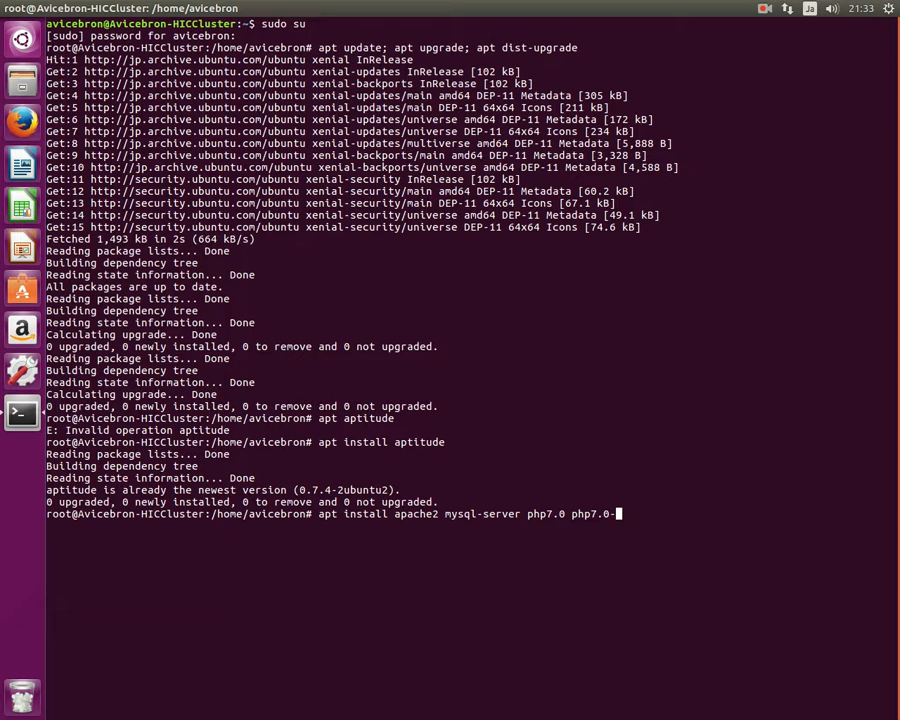 root@Avicebron-HICCluster: /home/avicebron
Ja
21:33
avicebron@Avicebron-HICCluster:~$ sudo su
[sudo] password for avicebron:
root@Avicebron-HICCluster:/home/avicebron# apt update; apt upgrade; apt dist-upgrade
Hit:1 http://jp.archive.ubuntu.com/ubuntu xenial InRelease
Get:2 http://jp.archive.ubuntu.com/ubuntu xenial-updates InRelease [102 kB]
Get:3 http://jp.archive.ubuntu.com/ubuntu xenial-backports InRelease [102 kB]
Get:4 http://jp.archive.ubuntu.com/ubuntu xenial-updates/main amd64 DEP-11 Metadata [305 kB]
Get:5 http://jp.archive.ubuntu.com/ubuntu xenial-updates/main DEP-11 64x64 Icons [211 kB]
Get:6 http://jp.archive.ubuntu.com/ubuntu xenial-updates/universe amd64 DEP-11 Metadata [172 kB]
Get:7 http://jp.archive.ubuntu.com/ubuntu xenial-updates/universe DEP-11 64x64 Icons [234 kB]
Get:8 http://jp.archive.ubuntu.com/ubuntu xenial-updates/multiverse amd64 DEP-11 Metadata [5,888 B]
Get:9 http://jp.archive.ubuntu.com/ubuntu xenial-backports/main amd64 DEP-11 Metadata [3,328 B]
Get:10 http://jp.archive.ubuntu.com/ubuntu xenial-backports/universe amd64 DEP-11 Metadata [4,588 B]
Get:11 http://security.ubuntu.com/ubuntu xenial-security InRelease [102 kB]
Get:12 http://security.ubuntu.com/ubuntu xenial-security/main amd64 DEP-11 Metadata [60.2 kB]
Get:13 http://security.ubuntu.com/ubuntu xenial-security/main DEP-11 64x64 Icons [67.1 kB]
Get:14 http://security.ubuntu.com/ubuntu xenial-security/universe amd64 DEP-11 Metadata [49.1 kB]
Get:15 http://security.ubuntu.com/ubuntu xenial-security/universe DEP-11 64x64 Icons [74.6 kB]
Fetched 1,493 kB in 2s (664 kB/s)
Reading package lists... Done
Building dependency tree
Reading state information... Done
All packages are up to date.
Reading package lists... Done
Building dependency tree
Reading state information... Done
Calculating upgrade... Done
0 upgraded, 0 newly installed, 0 to remove and 0 not upgraded.
Reading package lists... Done
Building dependency tree
Reading state information... Done
Calculating upgrade... Done
0 upgraded, 0 newly installed, 0 to remove and 0 not upgraded.
root@Avicebron-HICCluster:/home/avicebron# apt aptitude
E: Invalid operation aptitude
root@Avicebron-HICCluster:/home/avicebron# apt install aptitude
Reading package lists... Done
Building dependency tree
Reading state information... Done
aptitude is already the newest version (0.7.4-2ubuntu2).
0 upgraded, 0 newly installed, 0 to remove and 0 not upgraded.
root@Avicebron-HICCluster:/home/avicebron# apt install apache2 mysql-server php7.0 php7.0-